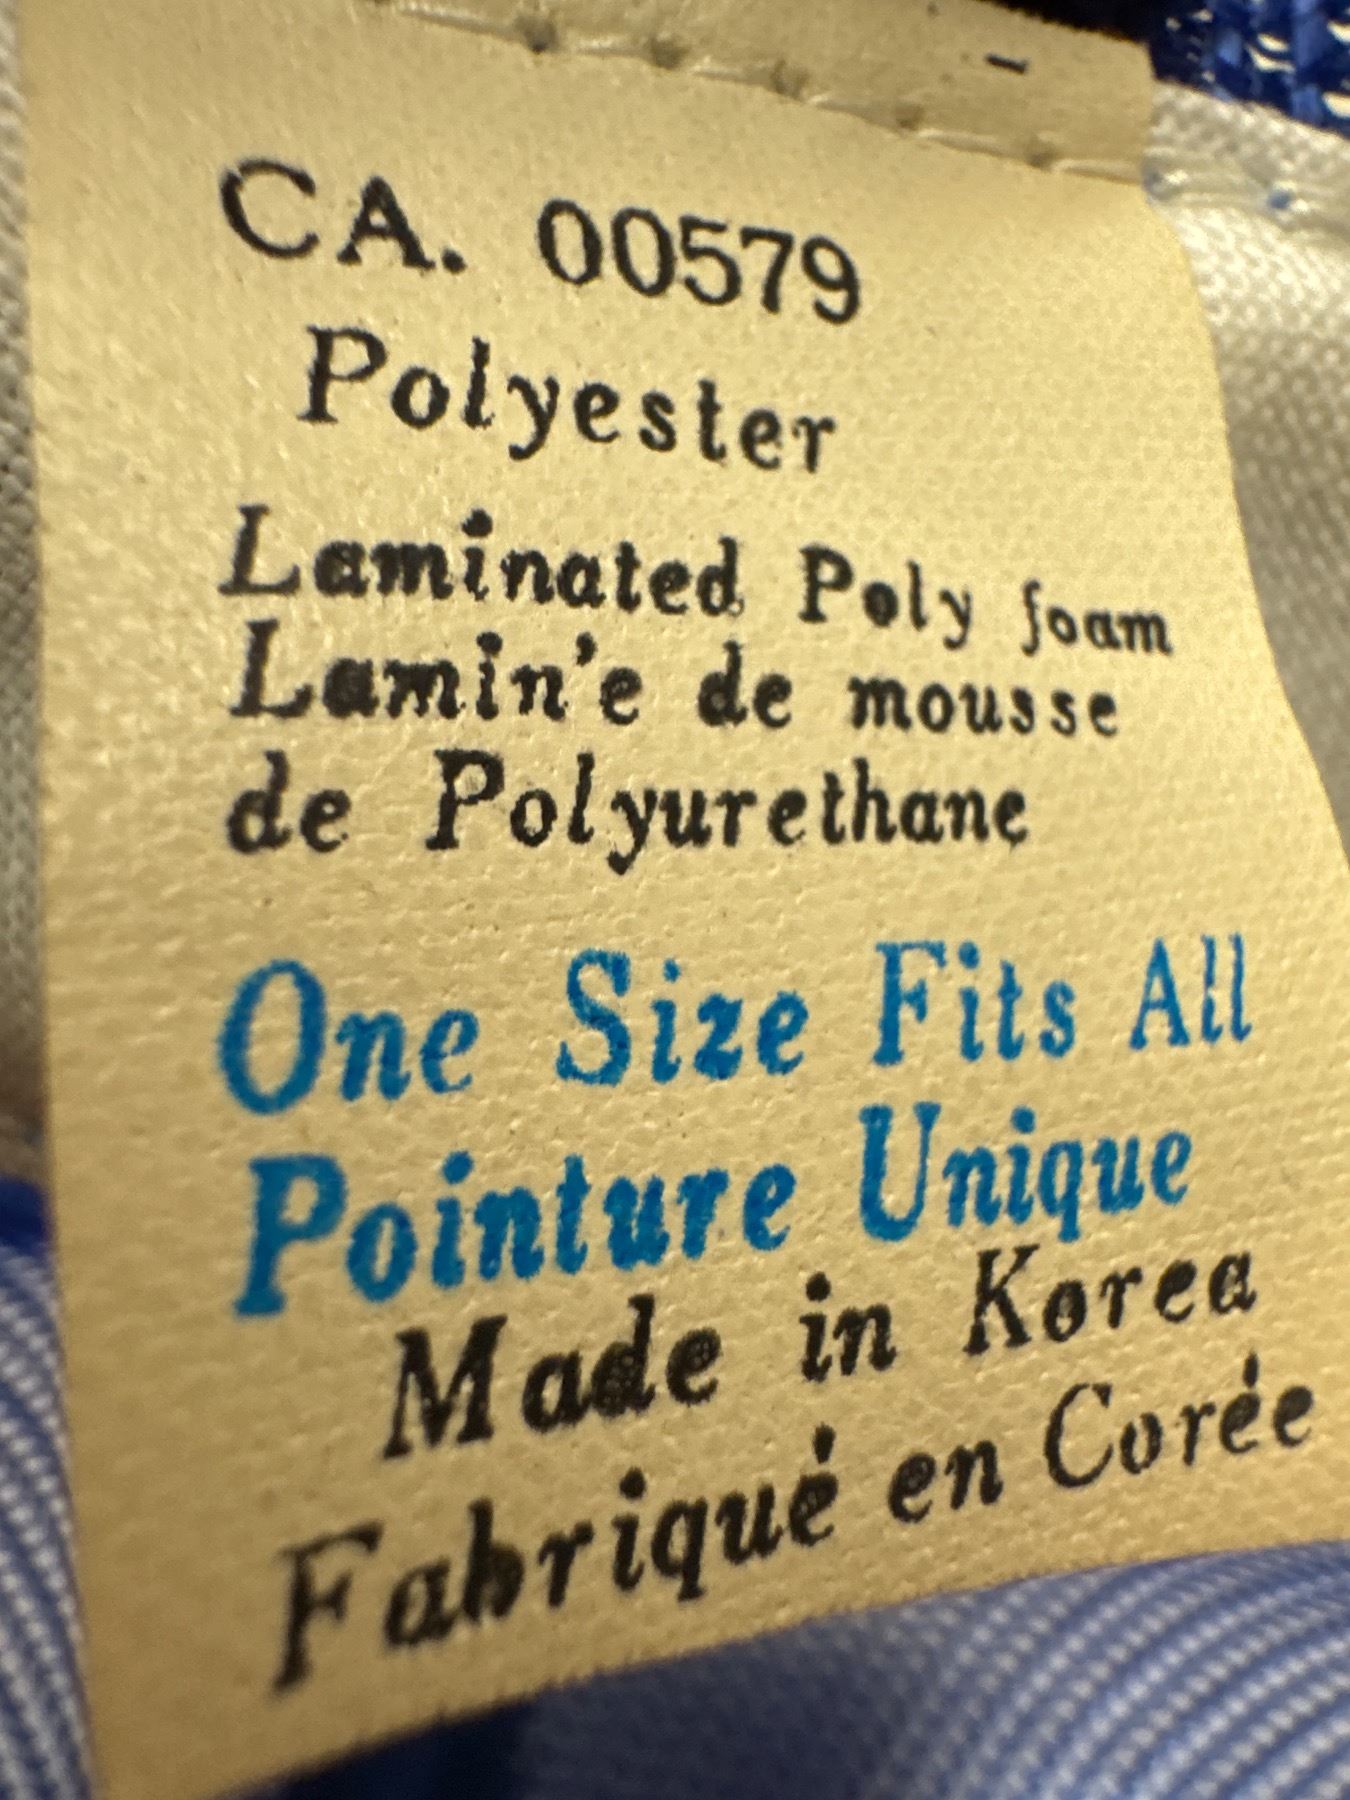 CA. 00579
Polyester
Laminated Poly foam
Lamin'e de mousse
de Polyurethane
One Size Fits All
Pointure Unique
Made in Korea
Fabriqué en Corée